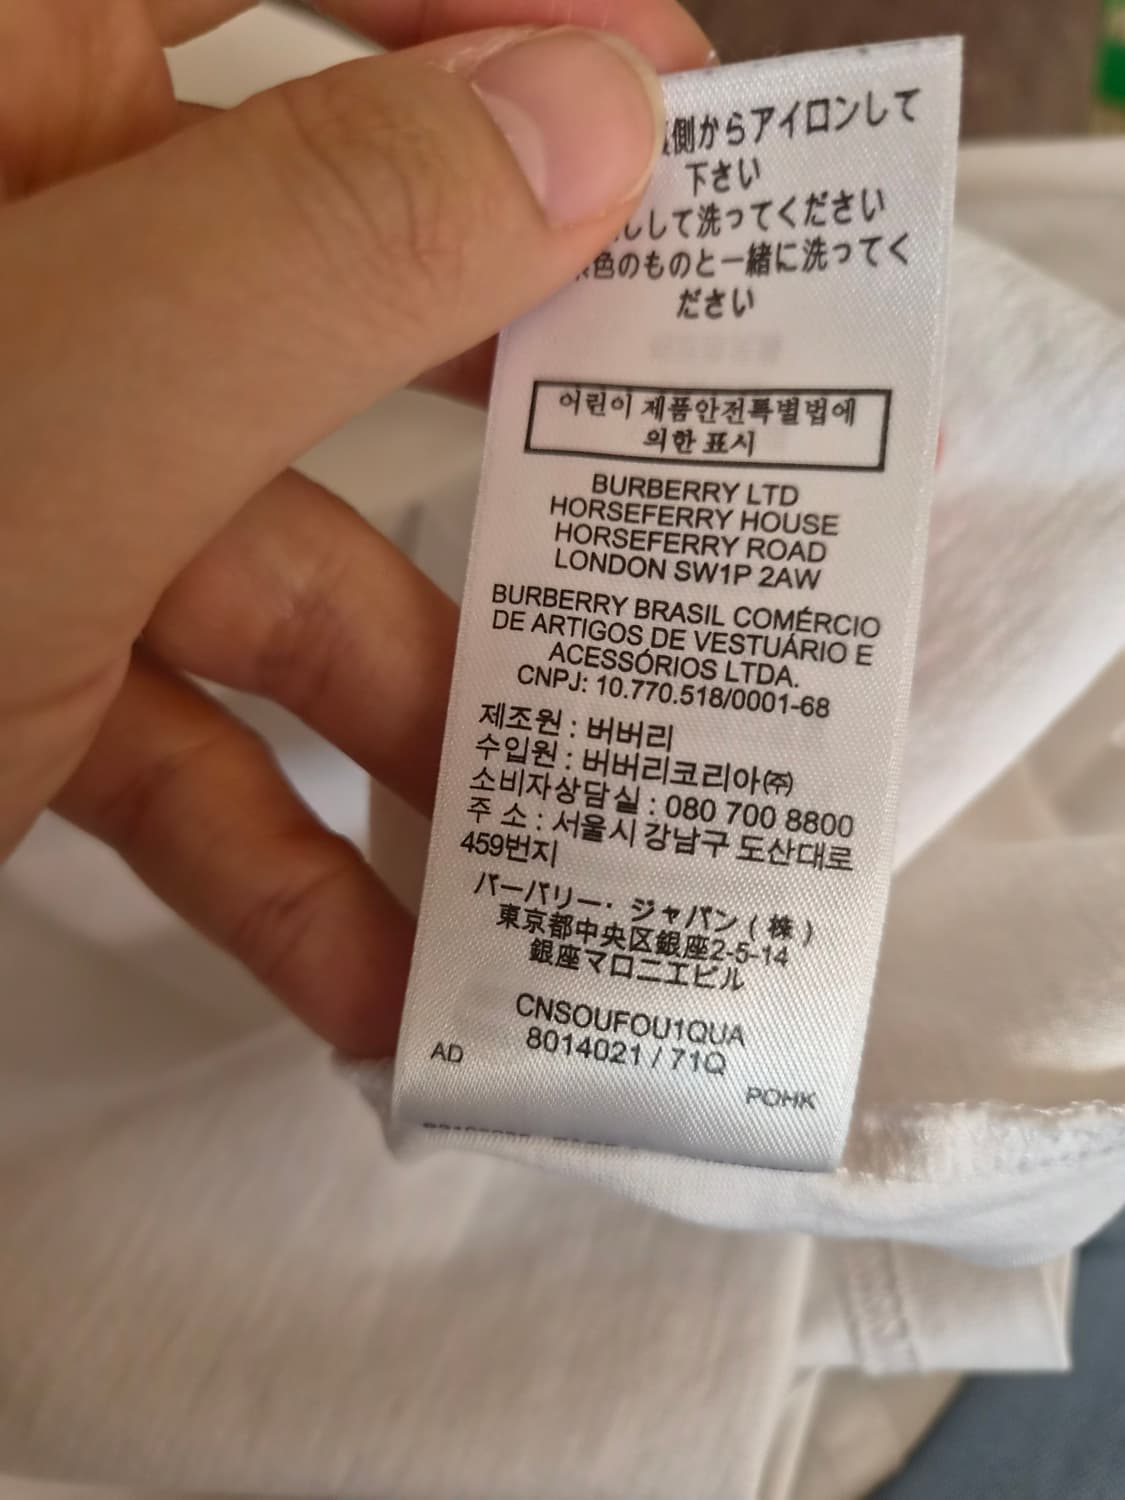 側からアイロンして
下さい
しして洗ってください
色のものと一緒に洗ってく
ださい
어린이 제품안전특별법에
의한 표시
BURBERRY LTD
HORSEFERRY HOUSE
HORSEFERRY ROAD
LONDON SW1P 2AW
BURBERRY BRASIL COMÉRCIO
DE ARTIGOS DE VESTUÁRIO E
ACESSÓRIOS LTDA.
CNPJ: 10.770.518/0001-68
제조원 : 버버리
수입원 : 버버리코리아㈜
소비자상담실 : 080 700 8800
주 소 : 서울시 강남구 도산대로
459번지
バーバリー・ジャパン ( 株 )
東京都中央区銀座2-5-14
銀座マロニエビル
CNSOUFOU1QUA
8014021 / 71Q
AD
POHK